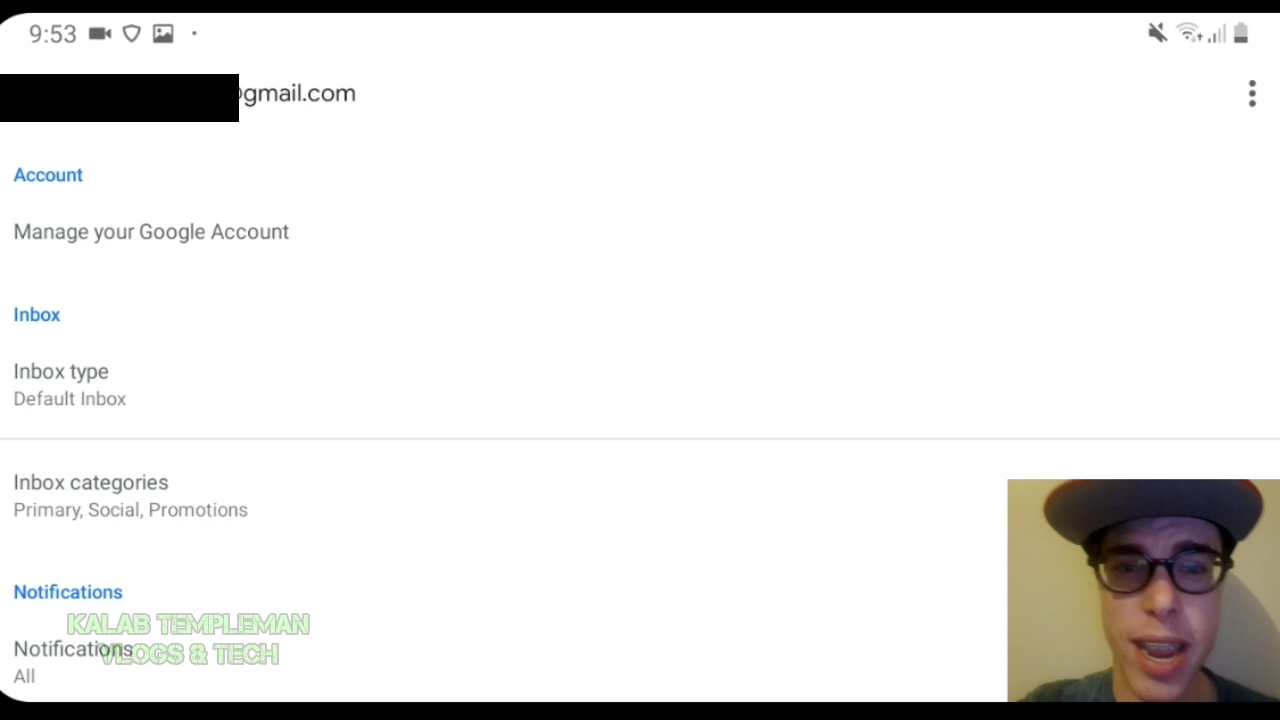 9:53
@gmail.com
Account
Manage your Google Account
Inbox
Inbox type
Default Inbox
Inbox categories
Primary, Social, Promotions
Notifications
KALAB TEMPLEMAN
VLOGS & TECH
Notifications
All